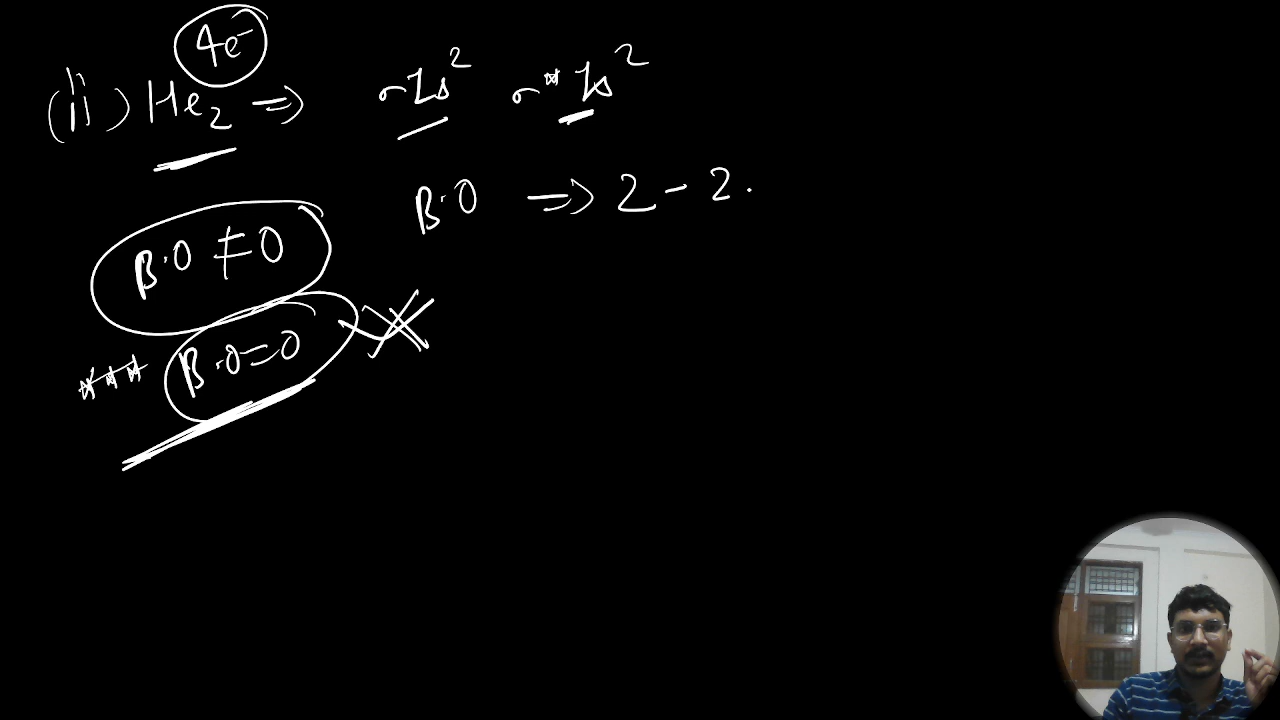 4e⁻
(ii) He₂ ⇒ σ1s² σ*1s²
B.O ⇒ 2 - 2.
B.O ≠ 0
*** B.O = 0